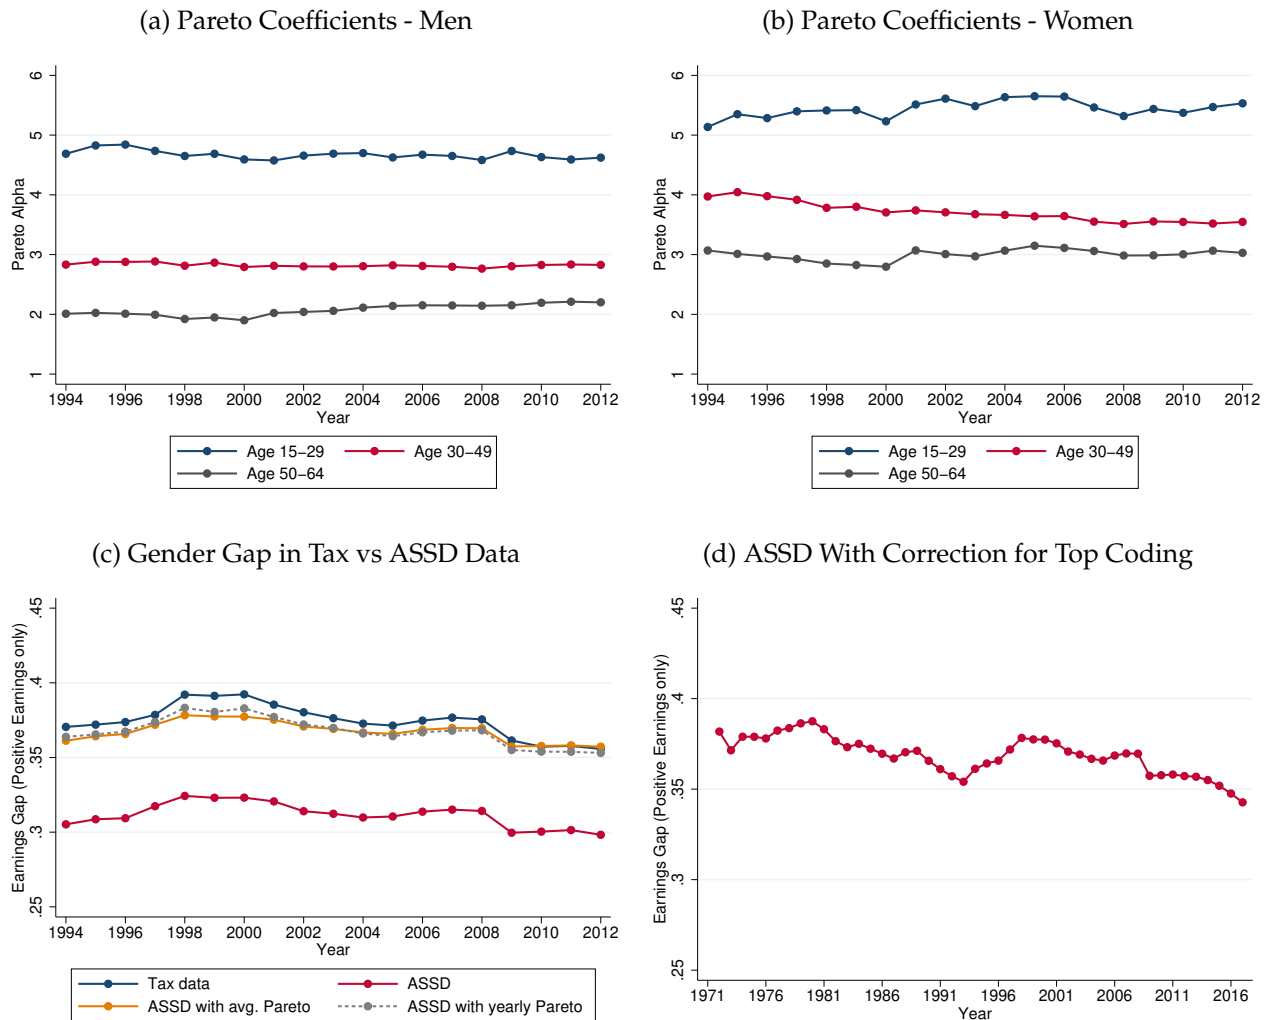 (a) Pareto Coefficients - Men
Pareto Alpha
6
5
4
3
2
1
1994 1996 1998 2000 2002 2004 2006 2008 2010 2012
Year
Age 15–29 Age 30–49
Age 50–64
(b) Pareto Coefficients - Women
Pareto Alpha
6
5
4
3
2
1
1994 1996 1998 2000 2002 2004 2006 2008 2010 2012
Year
Age 15–29 Age 30–49
Age 50–64
(c) Gender Gap in Tax vs ASSD Data
Earnings Gap (Positive Earnings only)
.45
.4
.35
.3
.25
1994 1996 1998 2000 2002 2004 2006 2008 2010 2012
Year
Tax data ASSD
ASSD with avg. Pareto ASSD with yearly Pareto
(d) ASSD With Correction for Top Coding
Earnings Gap (Positive Earnings only)
.45
.4
.35
.3
.25
1971 1976 1981 1986 1991 1996 2001 2006 2011 2016
Year